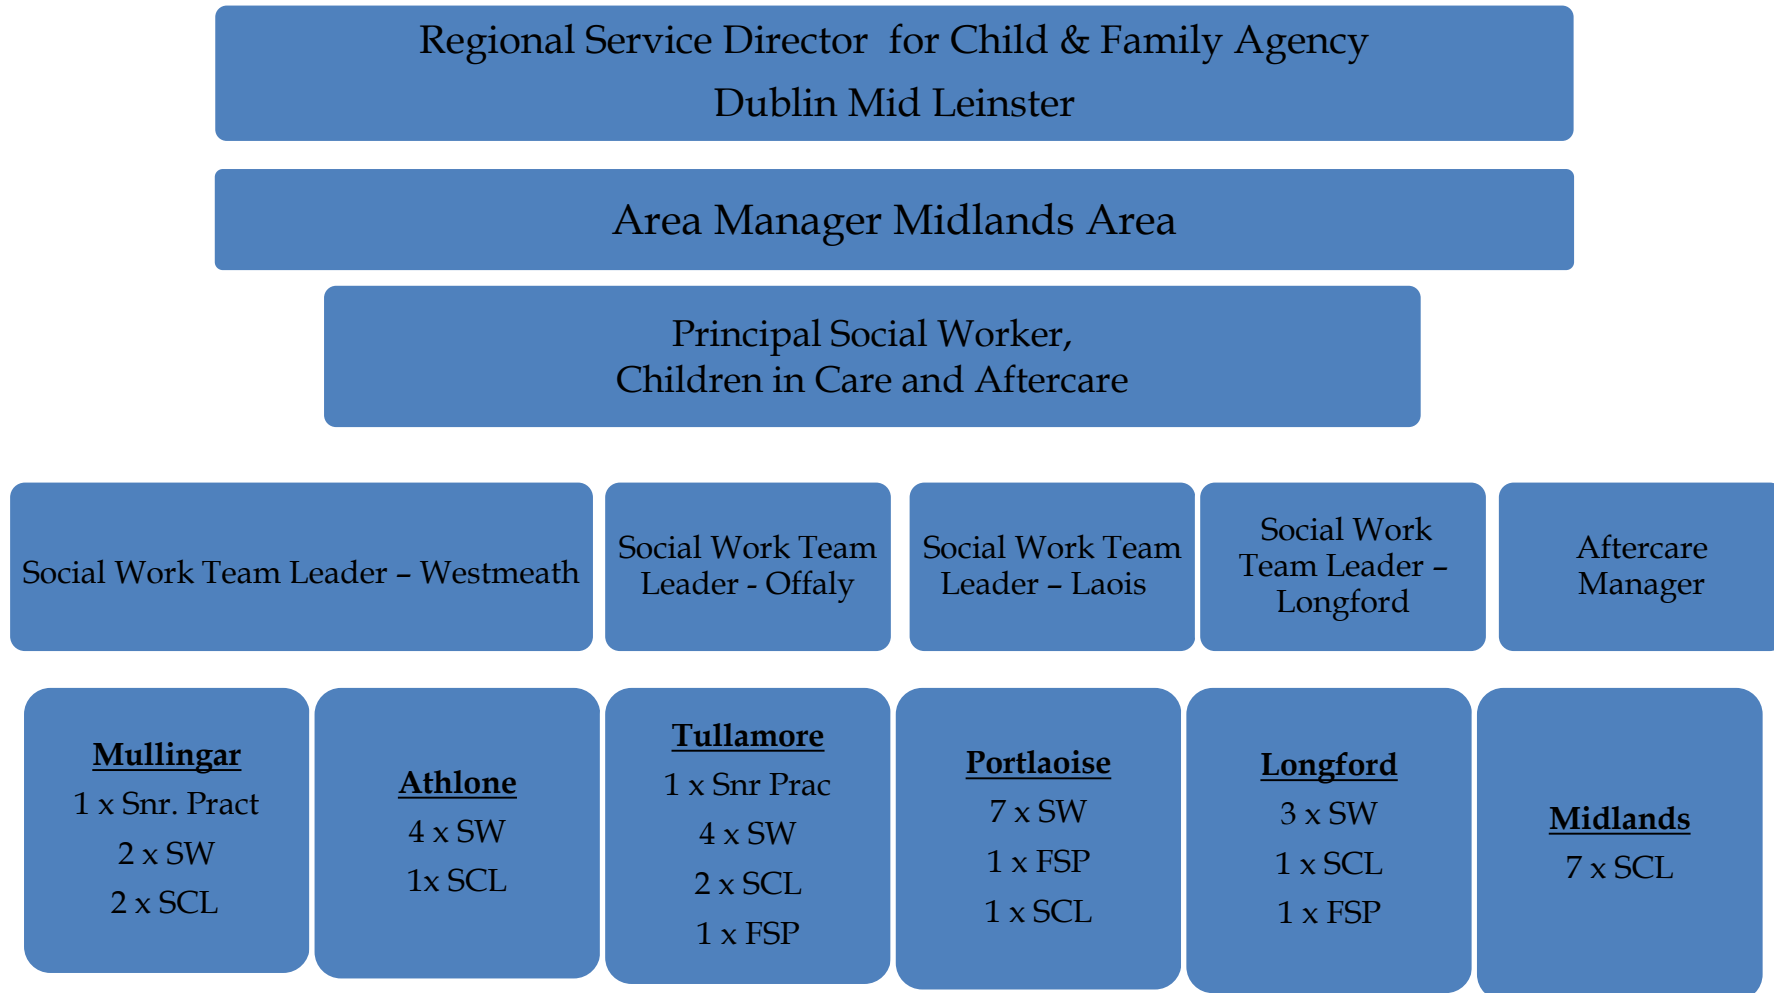 Regional Service Director for Child & Family Agency
Dublin Mid Leinster
Area Manager Midlands Area
Principal Social Worker,
Children in Care and Aftercare
Social Work Team Leader – Westmeath
Social Work Team
Leader - Offaly
Social Work Team
Leader – Laois
Social Work
Team Leader –
Longford
Aftercare
Manager
Mullingar
1 x Snr. Pract
2 x SW
2 x SCL
Athlone
4 x SW
1x SCL
Tullamore
1 x Snr Prac
4 x SW
2 x SCL
1 x FSP
Portlaoise
7 x SW
1 x FSP
1 x SCL
Longford
3 x SW
1 x SCL
1 x FSP
Midlands
7 x SCL